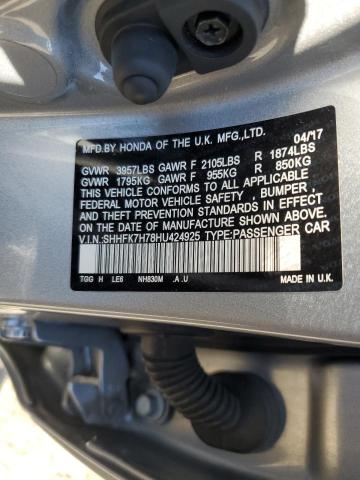 MFD.BY HONDA OF THE U.K. MFG.,LTD. 04/17
GVWR 3957LBS GAWR F 2105LBS R 1874LBS
GVWR 1795KG GAWR F 955KG R 850KG
THIS VEHICLE CONFORMS TO ALL APPLICABLE
FEDERAL MOTOR VEHICLE SAFETY , BUMPER ,
AND THEFT PREVENTION STANDARDS IN EFFECT
ON THE DATE OF MANUFACTURE SHOWN ABOVE.
V.I.N.:SHHFK7H78HU424925 TYPE:PASSENGER CAR
TGG H LE6 NH830M .A .U MADE IN U.K.